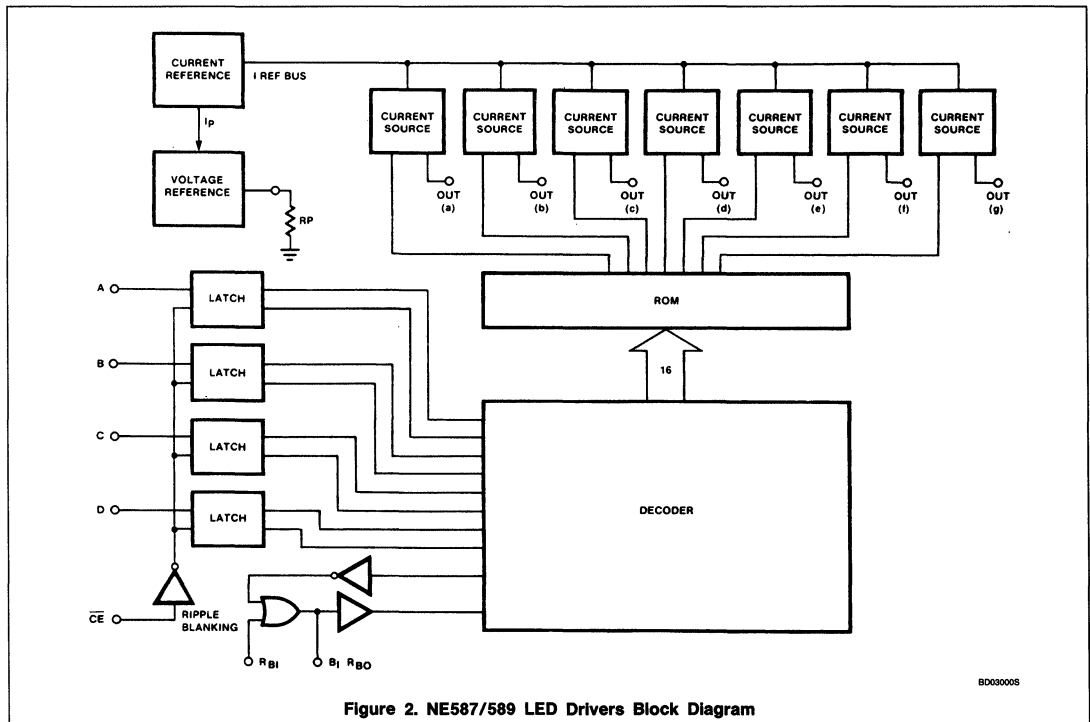 CURRENT
REFERENCE
I REF BUS
IP
VOLTAGE
REFERENCE
RP
CURRENT
SOURCE
CURRENT
SOURCE
CURRENT
SOURCE
CURRENT
SOURCE
CURRENT
SOURCE
CURRENT
SOURCE
CURRENT
SOURCE
OUT
(a)
OUT
(b)
OUT
(c)
OUT
(d)
OUT
(e)
OUT
(f)
OUT
(g)
ROM
16
A
LATCH
B
LATCH
C
LATCH
D
LATCH
DECODER
CE
RIPPLE
BLANKING
RBI
BI RBO
BD03000S
Figure 2. NE587/589 LED Drivers Block Diagram